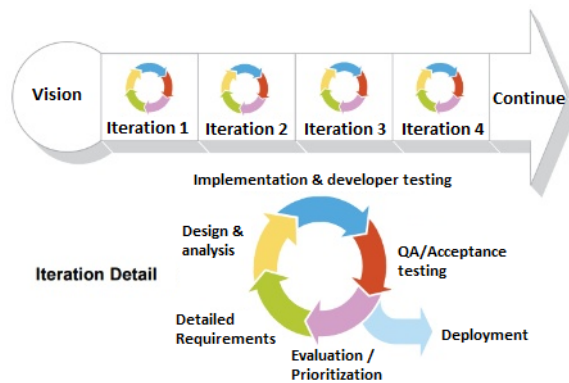 Vision
Iteration 1
Iteration 2
Iteration 3
Iteration 4
Continue
Implementation & developer testing
Design &
analysis
QA/Acceptance
testing
Iteration Detail
Detailed
Requirements
Deployment
Evaluation /
Prioritization